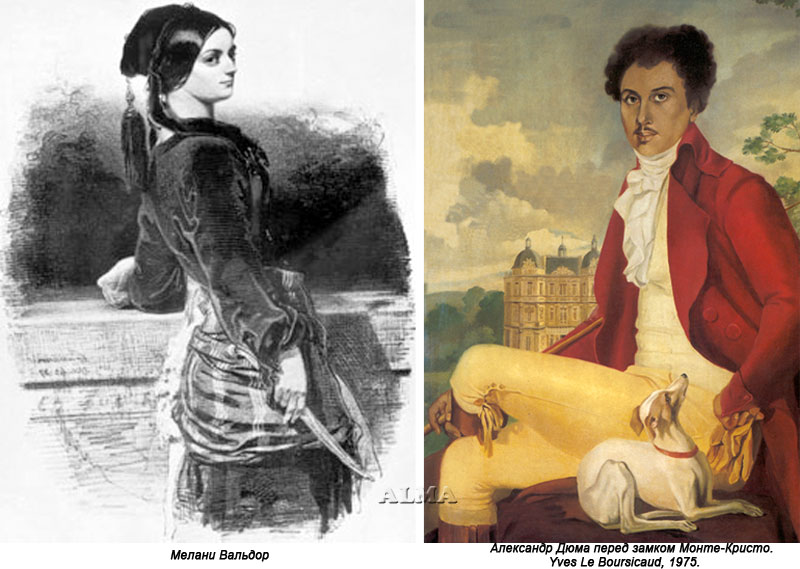 ALMA
Мелани Вальдор
Александр Дюма перед замком Монте-Кристо.
Yves Le Boursicaud, 1975.